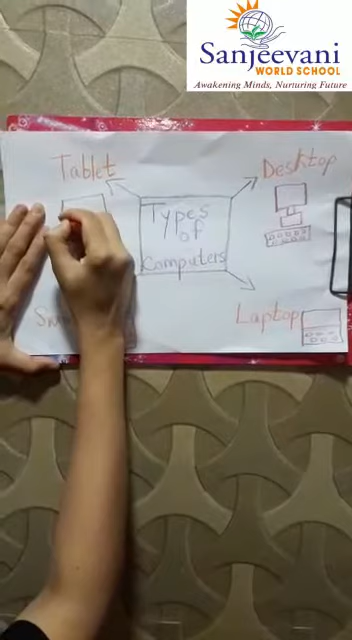 Sanjeevani
WORLD SCHOOL
Awakening Minds, Nurturing Future
Tablet
Desktop
Types
of
Computers
Laptop